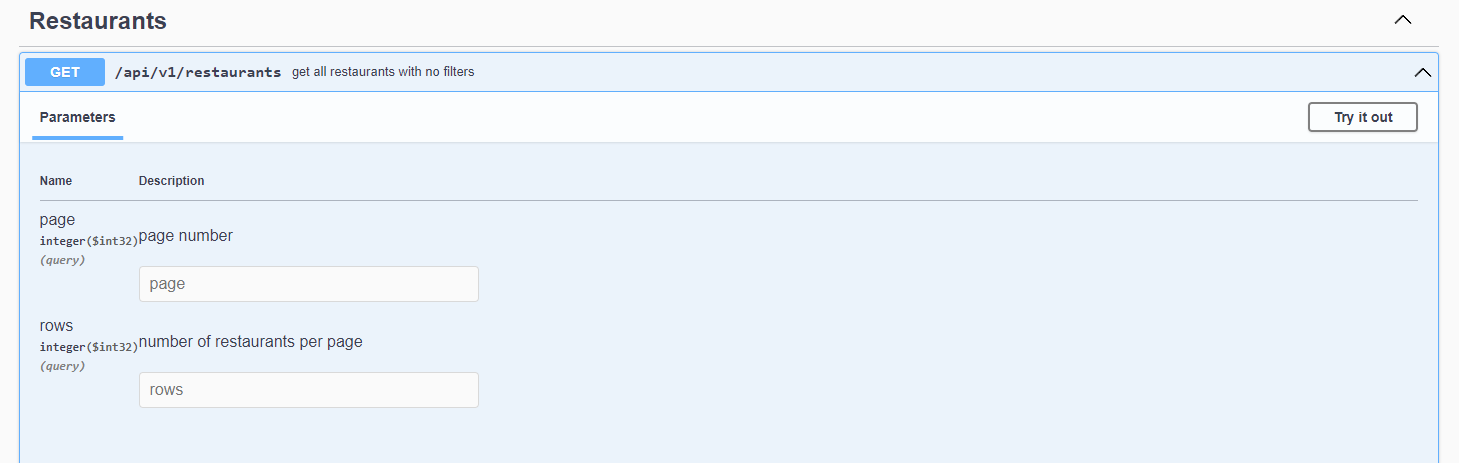 Restaurants
GET /api/v1/restaurants get all restaurants with no filters
Parameters Try it out
Name Description
page
integer($int32)
(query)
page number
page
rows
integer($int32)
(query)
number of restaurants per page
rows